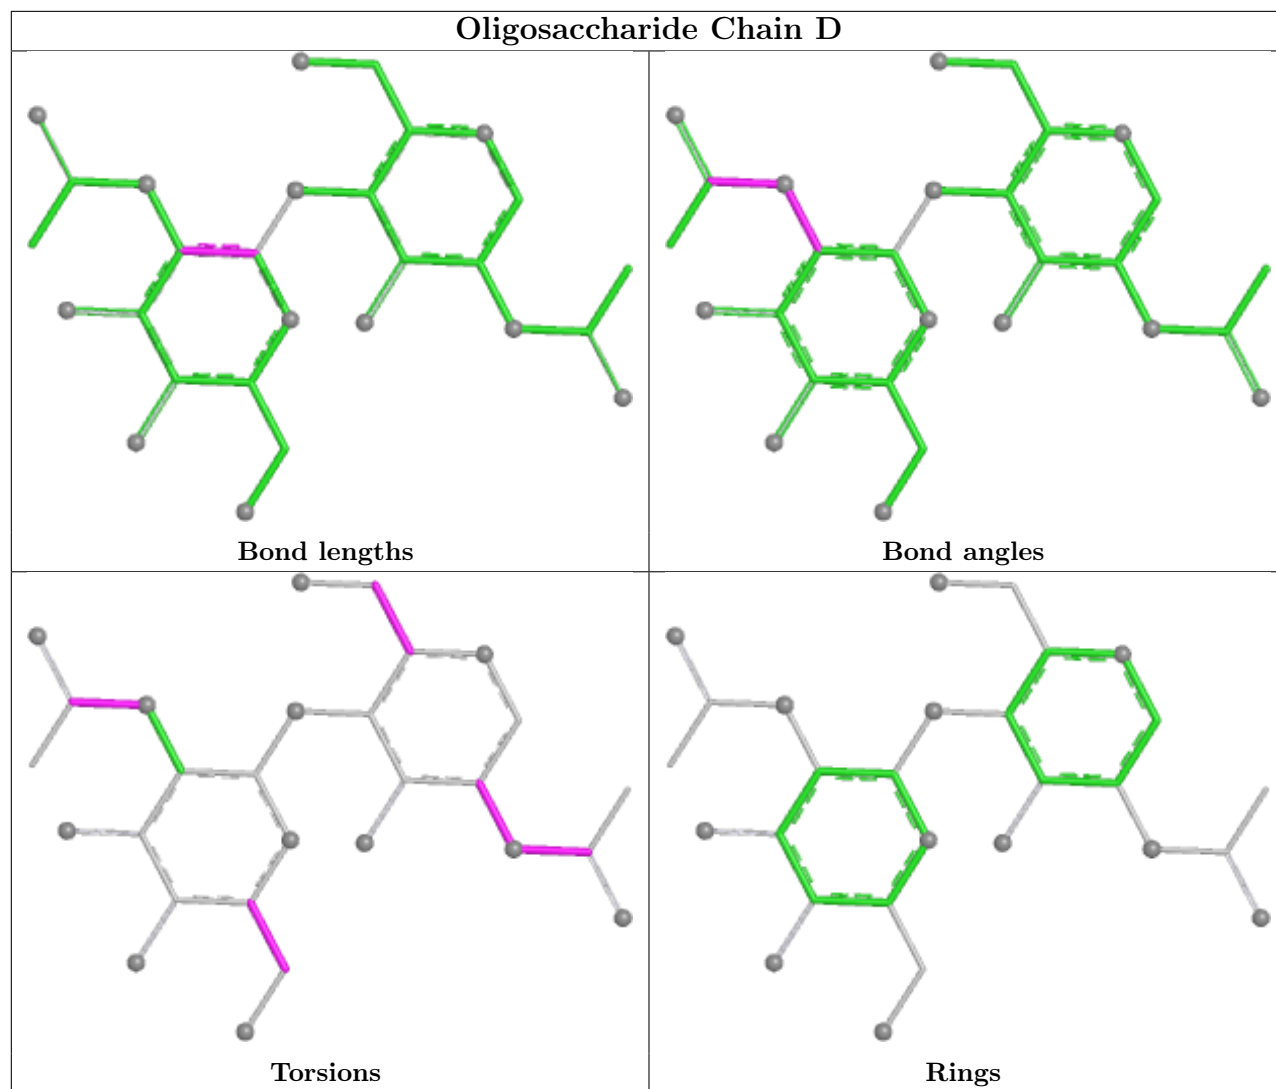 Oligosaccharide Chain D
Bond lengths
Bond angles
Torsions
Rings